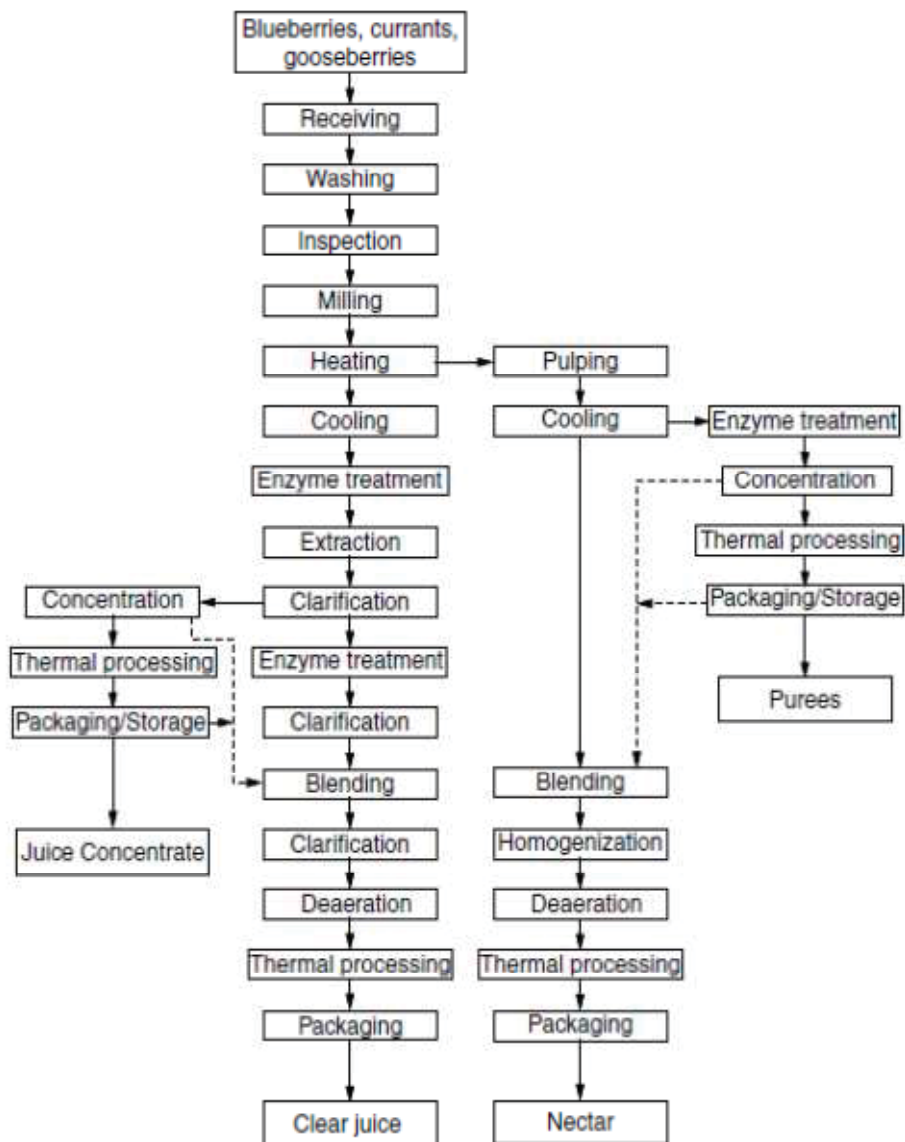 Blueberries, currants,
gooseberries
Receiving
Washing
Inspection
Milling
Heating
Pulping
Cooling
Cooling
Enzyme treatment
Enzyme treatment
Concentration
Extraction
Thermal processing
Concentration
Clarification
Packaging/Storage
Thermal processing
Enzyme treatment
Purees
Packaging/Storage
Clarification
Blending
Blending
Juice Concentrate
Clarification
Homogenization
Deaeration
Deaeration
Thermal processing
Thermal processing
Packaging
Packaging
Clear juice
Nectar